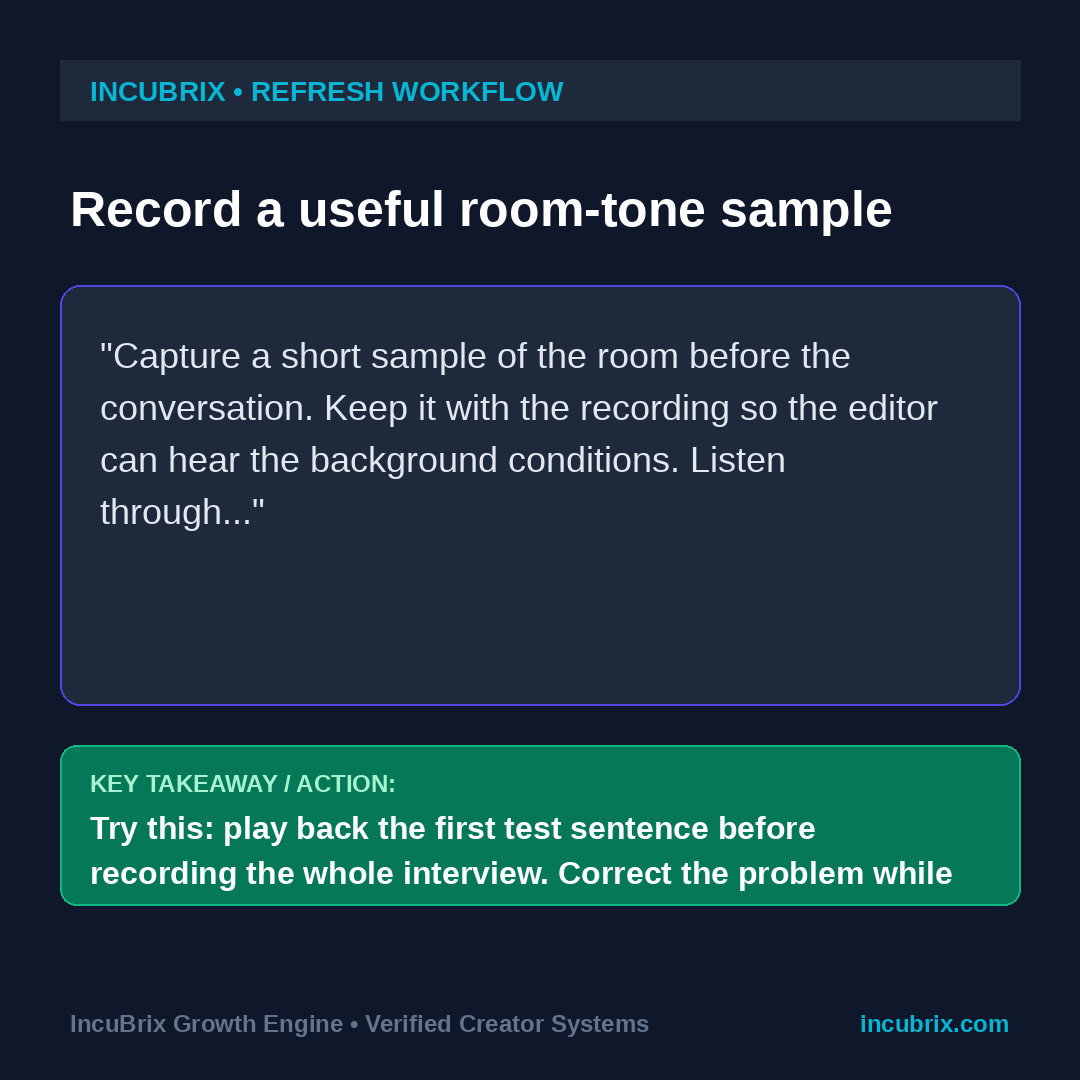 INCUBRIX • REFRESH WORKFLOW
Record a useful room-tone sample
"Capture a short sample of the room before the
conversation. Keep it with the recording so the editor
can hear the background conditions. Listen
through..."
KEY TAKEAWAY / ACTION:
Try this: play back the first test sentence before
recording the whole interview. Correct the problem while
IncuBrix Growth Engine • Verified Creator Systems
incubrix.com